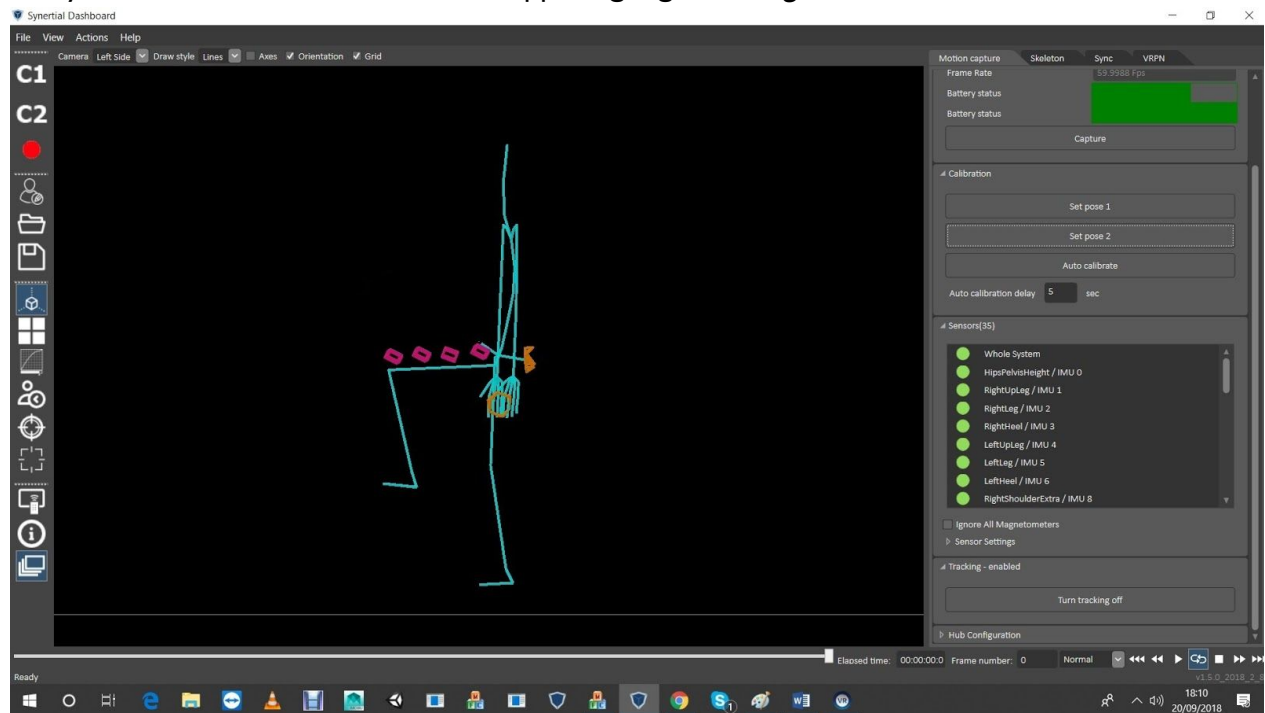 Synertial Dashboard
File View Actions Help
Camera Left Side Draw style Lines Axes Orientation Grid
Motion capture Skeleton Sync VRPN
C1
C2
Frame Rate 59.9988 Fps
Battery status
Battery status
Capture
Calibration
Set pose 1
Set pose 2
Auto calibrate
Auto calibration delay 5 sec
Sensors(35)
Whole System
HipsPelvisHeight / IMU 0
RightUpLeg / IMU 1
RightLeg / IMU 2
RightHeel / IMU 3
LeftUpLeg / IMU 4
LeftLeg / IMU 5
LeftHeel / IMU 6
RightShoulderExtra / IMU 8
Ignore All Magnetometers
Sensor Settings
Tracking - enabled
Turn tracking off
Hub Configuration
Elapsed time: 00:00:00:0 Frame number: 0 Normal
Ready
v1.5.0_2018_2_8
18:10
20/09/2018